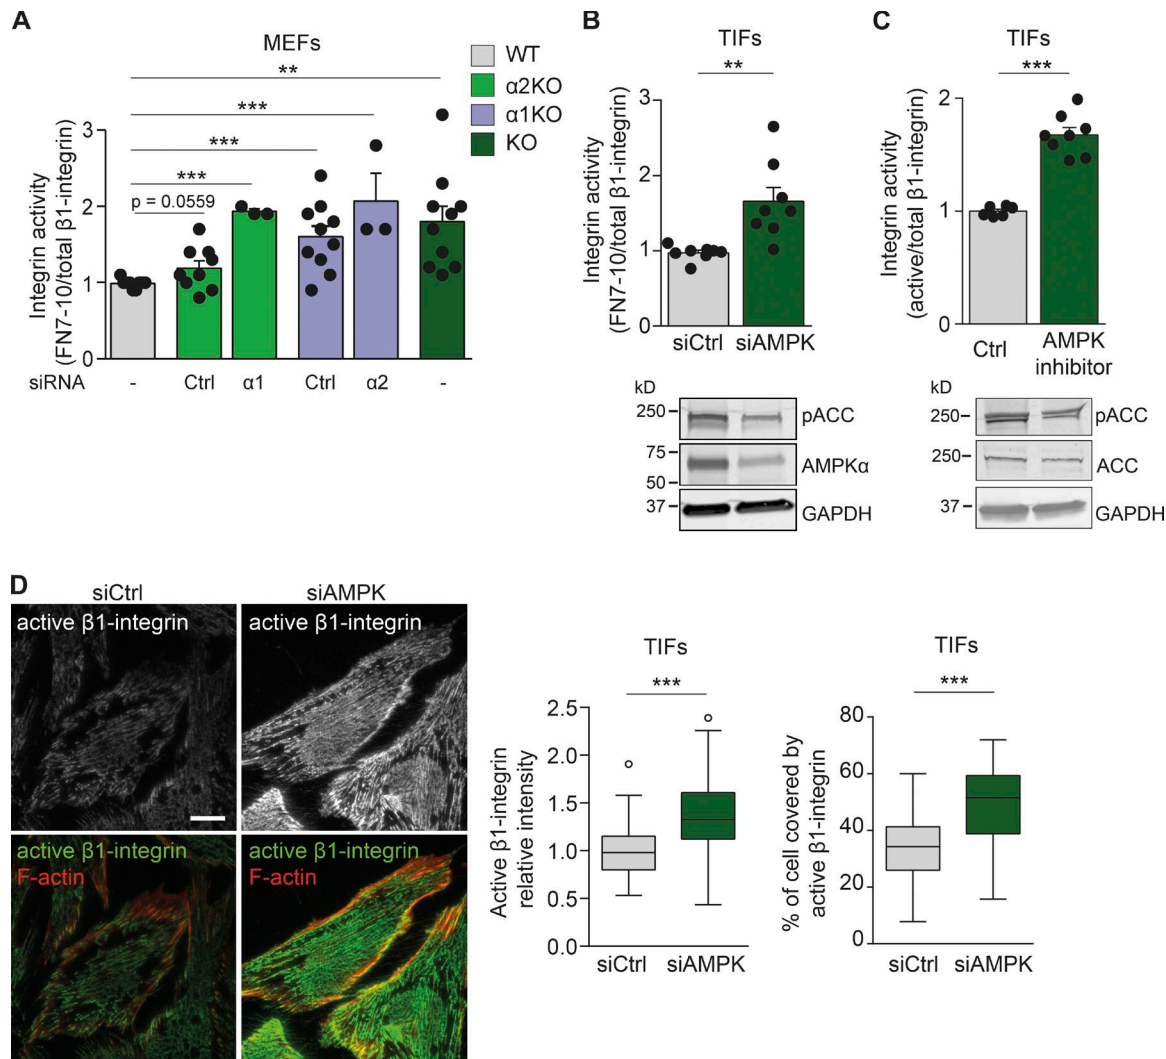 A
MEFs
WT
α2KO
α1KO
KO
**
***
***
***
p = 0.0559
Integrin activity
(FN7-10/total β1-integrin)
3
2
1
0
siRNA
-
Ctrl
α1
Ctrl
α2
-
B
TIFs
**
Integrin activity
(FN7-10/total β1-integrin)
3
2
1
0
siCtrl
siAMPK
kD
250
pACC
75
AMPKα
50
37
GAPDH
C
TIFs
***
Integrin activity
(active/total β1-integrin)
2
1
0
Ctrl
AMPK
inhibitor
kD
250
pACC
250
ACC
37
GAPDH
D
siCtrl
siAMPK
active β1-integrin
active β1-integrin
active β1-integrin
F-actin
active β1-integrin
F-actin
TIFs
***
Active β1-integrin
relative intensity
2.5
2.0
1.5
1.0
0.5
0.0
siCtrl
siAMPK
TIFs
***
% of cell covered by
active β1-integrin
80
60
40
20
0
siCtrl
siAMPK